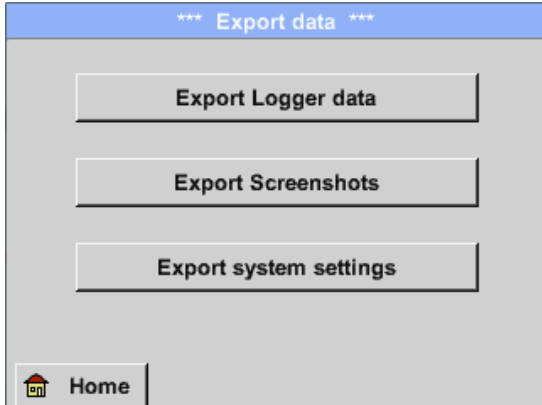 *** Export data ***
Export Logger data
Export Screenshots
Export system settings
Home